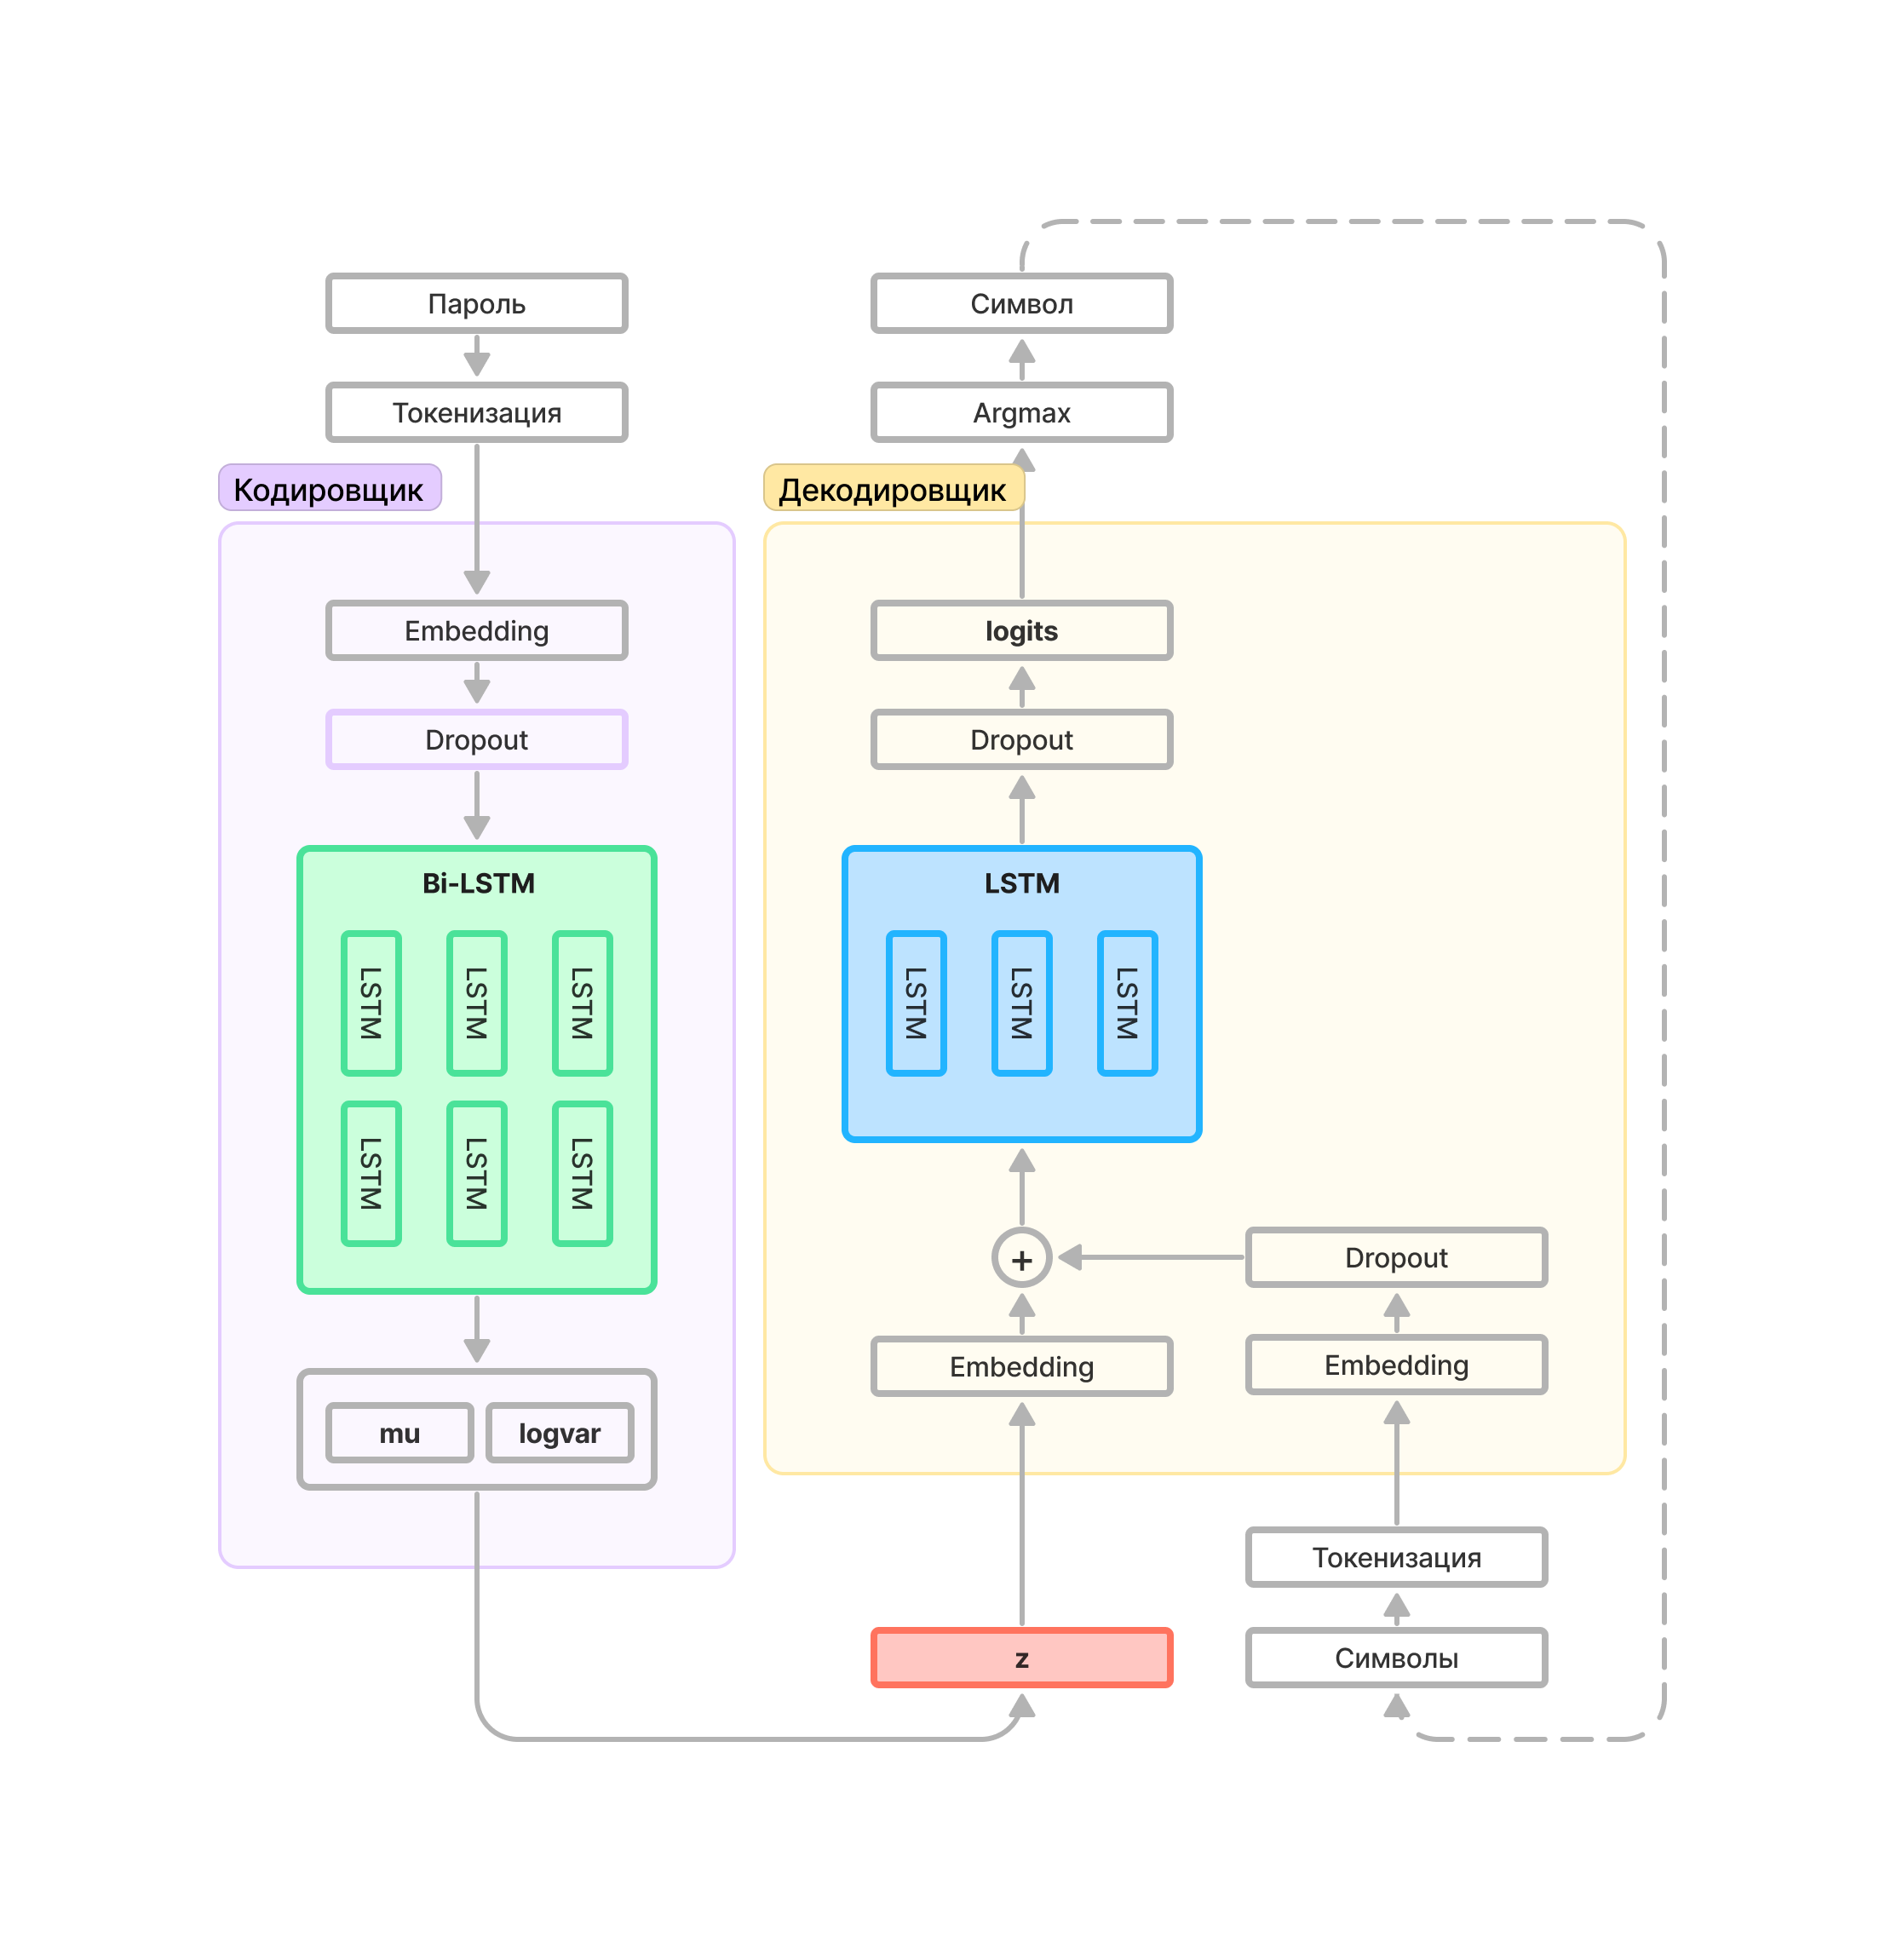 Пароль
Токенизация
Кодировщик
Embedding
Dropout
Bi-LSTM
LSTM
LSTM
LSTM
LSTM
LSTM
LSTM
mu
logvar
Символ
Argmax
Декодировщик
logits
Dropout
LSTM
LSTM
LSTM
LSTM
+
Dropout
Embedding
Embedding
Токенизация
z
Символы